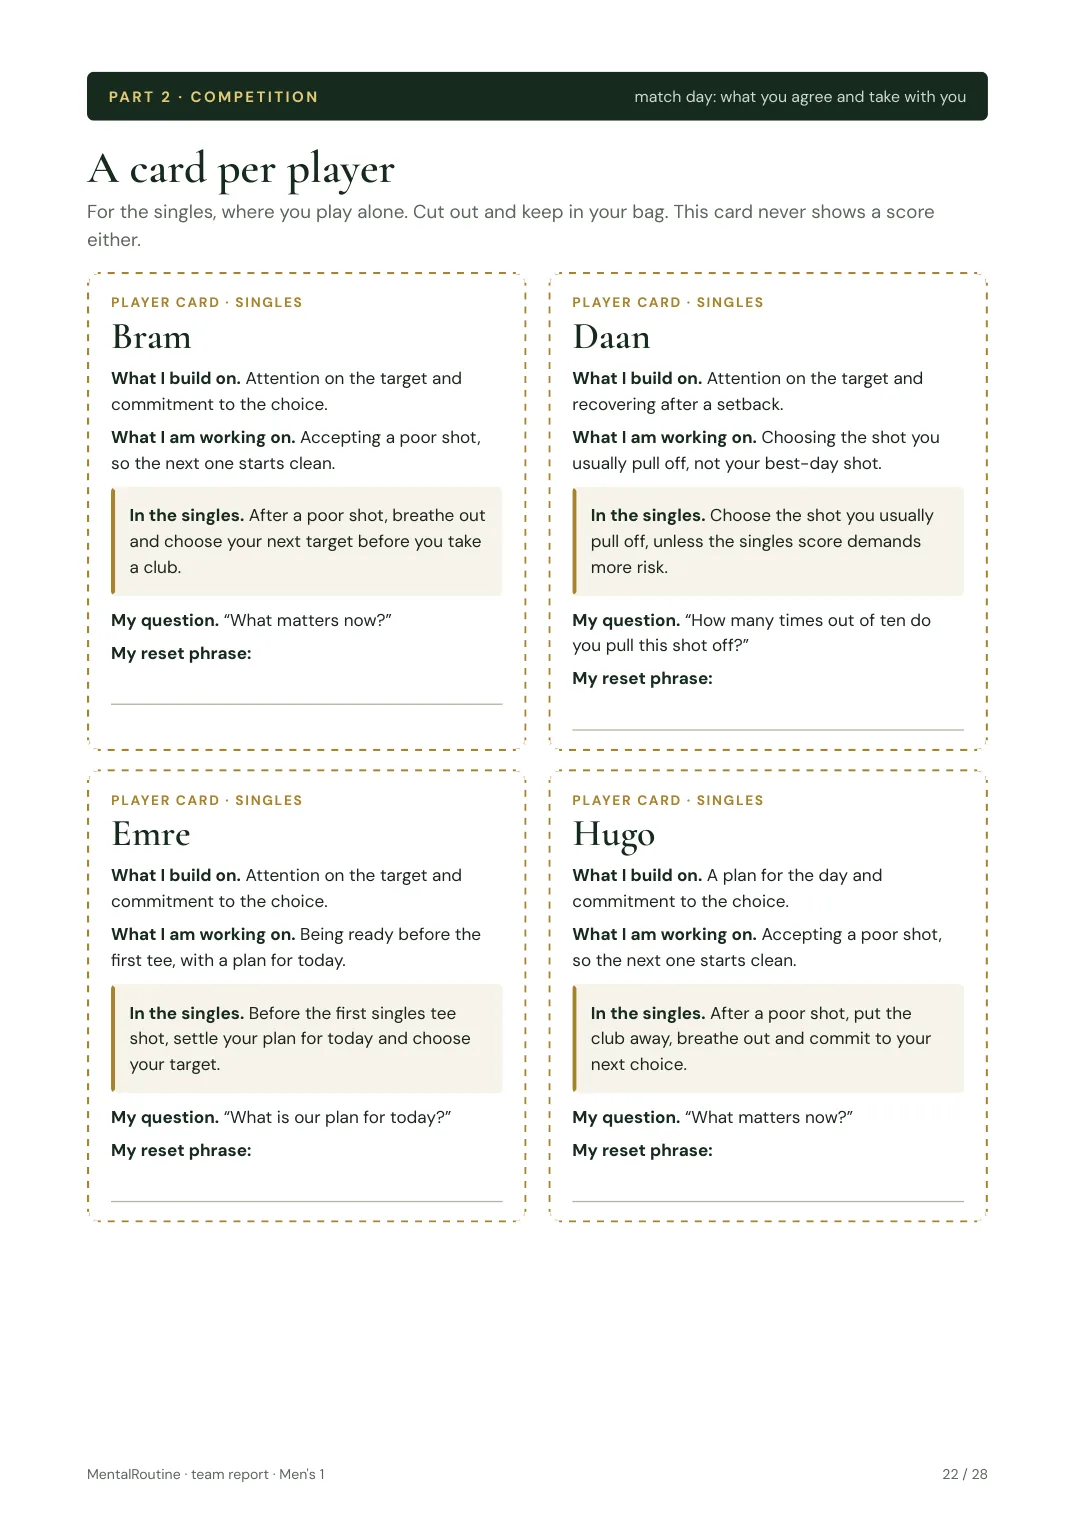 PART 2 · COMPETITION
match day: what you agree and take with you
A card per player
For the singles, where you play alone. Cut out and keep in your bag. This card never shows a score
either.
PLAYER CARD · SINGLES
Bram
What I build on. Attention on the target and
commitment to the choice.
What I am working on. Accepting a poor shot,
so the next one starts clean.
In the singles. After a poor shot, breathe out
and choose your next target before you take
a club.
My question. “What matters now?”
My reset phrase:
PLAYER CARD · SINGLES
Daan
What I build on. Attention on the target and
recovering after a setback.
What I am working on. Choosing the shot you
usually pull off, not your best-day shot.
In the singles. Choose the shot you usually
pull off, unless the singles score demands
more risk.
My question. “How many times out of ten do
you pull this shot off?”
My reset phrase:
PLAYER CARD · SINGLES
Emre
What I build on. Attention on the target and
commitment to the choice.
What I am working on. Being ready before the
first tee, with a plan for today.
In the singles. Before the first singles tee
shot, settle your plan for today and choose
your target.
My question. “What is our plan for today?”
My reset phrase:
PLAYER CARD · SINGLES
Hugo
What I build on. A plan for the day and
commitment to the choice.
What I am working on. Accepting a poor shot,
so the next one starts clean.
In the singles. After a poor shot, put the
club away, breathe out and commit to your
next choice.
My question. “What matters now?”
My reset phrase:
MentalRoutine · team report · Men's 1
22 / 28